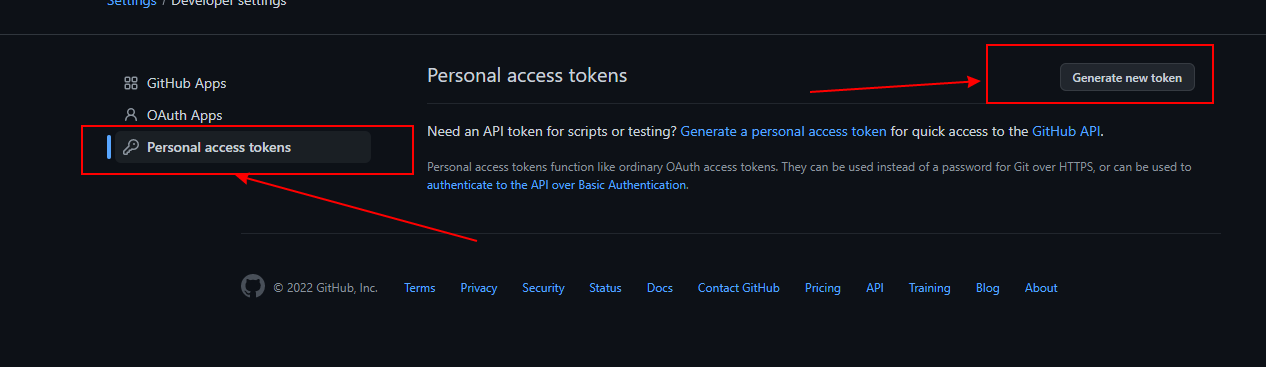 Settings / Developer settings
GitHub Apps
OAuth Apps
Personal access tokens
Personal access tokens
Generate new token
Need an API token for scripts or testing? Generate a personal access token for quick access to the GitHub API.
Personal access tokens function like ordinary OAuth access tokens. They can be used instead of a password for Git over HTTPS, or can be used to
authenticate to the API over Basic Authentication.
© 2022 GitHub, Inc. Terms Privacy Security Status Docs Contact GitHub Pricing API Training Blog About